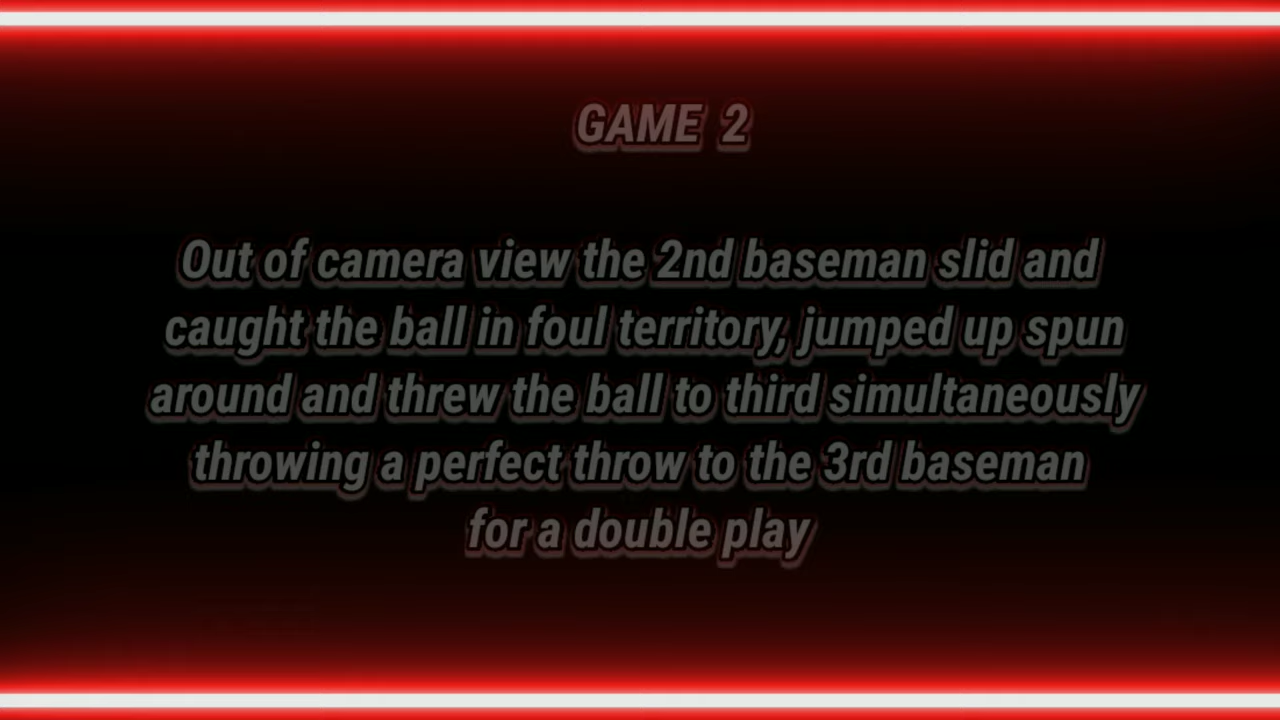 GAME 2
Out of camera view the 2nd baseman slid and
caught the ball in foul territory, jumped up spun
around and threw the ball to third simultaneously
throwing a perfect throw to the 3rd baseman
for a double play